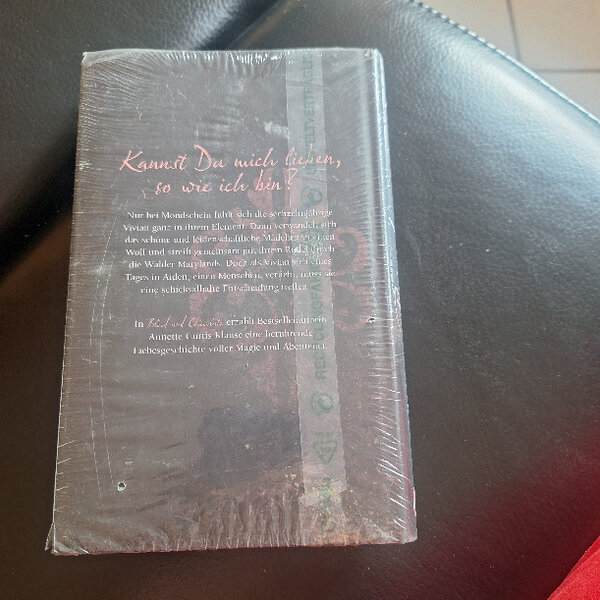 Kannst Du mich lieben,
so wie ich bin?
Nur bei Mondschein fühlt sich die sechzehnjährige
Vivian ganz in ihrem Element. Dann verwandelt sich
das schöne und leidenschaftliche Mädchen in einen
Wolf und streift gemeinsam mit ihrem Rudel durch
die Wälder Marylands. Doch als Vivian sich eines
Tages in Aiden, einen Menschen, verliebt, muss sie
eine schicksalhafte Entscheidung treffen.
In Blood and Chocolate erzählt Bestsellerautorin
Annette Curtis Klause eine berührende
Liebesgeschichte voller Magie und Abenteuer.